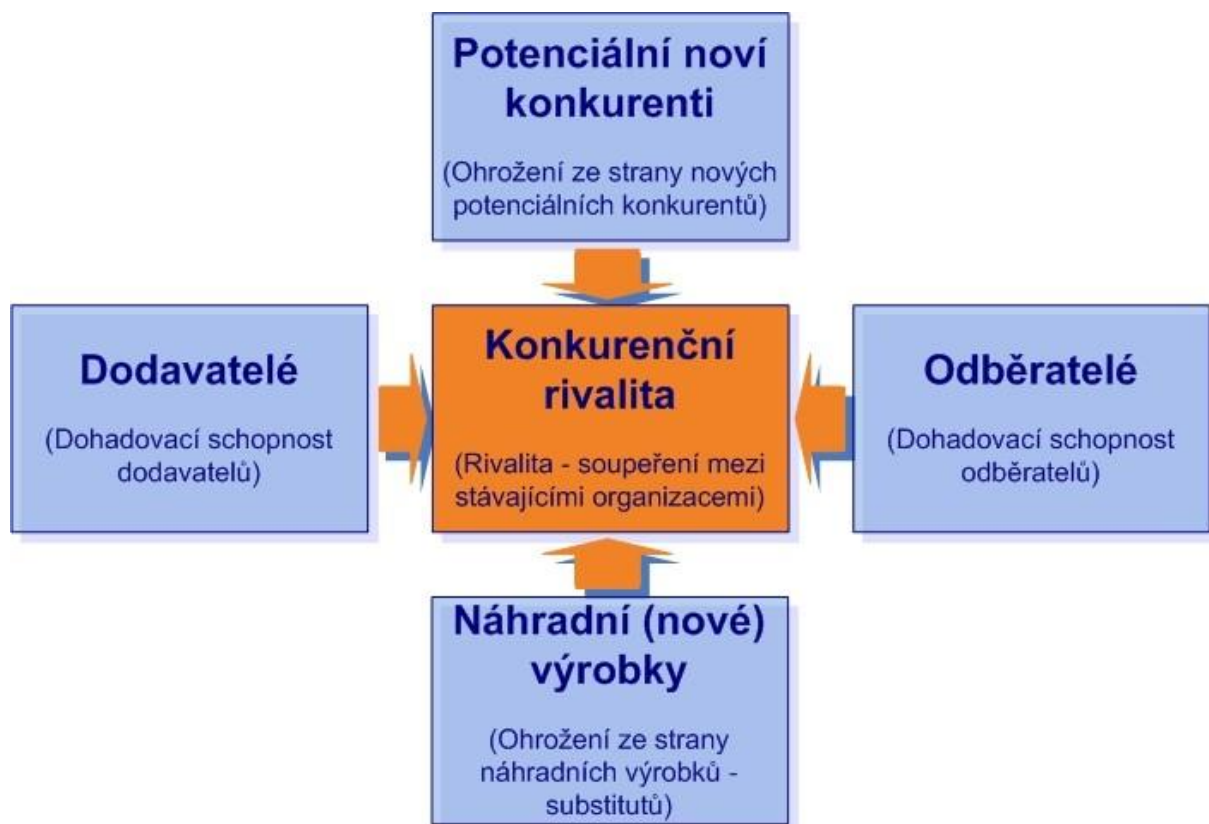 Potenciální noví
konkurenti
(Ohrožení ze strany nových
potenciálních konkurentů)
Dodavatelé
(Dohadovací schopnost
dodavatelů)
Konkurenční
rivalita
(Rivalita - soupeření mezi
stávajícími organizacemi)
Odběratelé
(Dohadovací schopnost
odběratelů)
Náhradní (nové)
výrobky
(Ohrožení ze strany
náhradních výrobků -
substitutů)